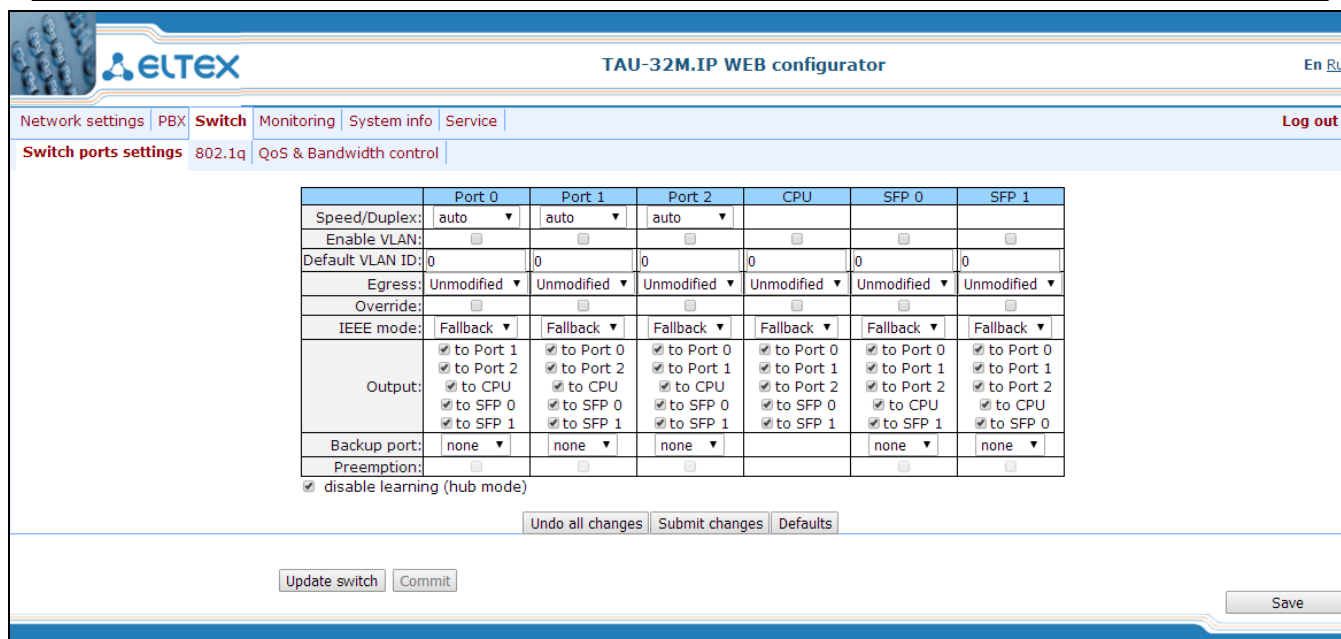 ELTEX
TAU-32M.IP WEB configurator
En Ru
Network settings PBX Switch Monitoring System info Service Log out
Switch ports settings 802.1q QoS & Bandwidth control
Port 0 Port 1 Port 2 CPU SFP 0 SFP 1
Speed/Duplex: auto auto auto
Enable VLAN:
Default VLAN ID: 0 0 0 0 0 0
Egress: Unmodified Unmodified Unmodified Unmodified Unmodified Unmodified
Override:
IEEE mode: Fallback Fallback Fallback Fallback Fallback Fallback
to Port 1 to Port 0 to Port 0 to Port 0 to Port 0 to Port 0
to Port 2 to Port 2 to Port 1 to Port 1 to Port 1 to Port 1
Output: to CPU to CPU to CPU to Port 2 to Port 2 to Port 2
to SFP 0 to SFP 0 to SFP 0 to SFP 0 to CPU to CPU
to SFP 1 to SFP 1 to SFP 1 to SFP 1 to SFP 1 to SFP 0
Backup port: none none none none none
Preemption:
disable learning (hub mode)
Undo all changes Submit changes Defaults
Update switch Commit
Save